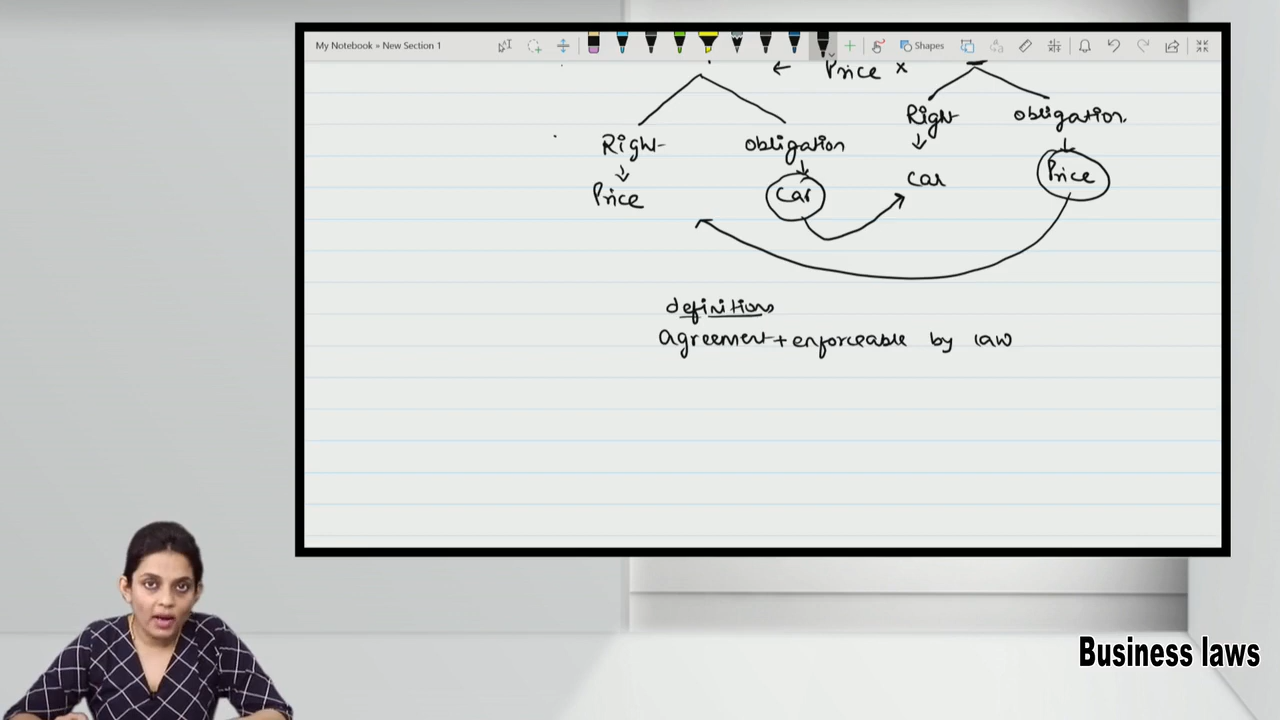 My Notebook » New Section 1
Shapes
← Price x
Right obligation
Right obligation.
↓ ↓ ↓ ↓
Price Car Car Price
definitions
Agreement + enforceable by law
Business laws